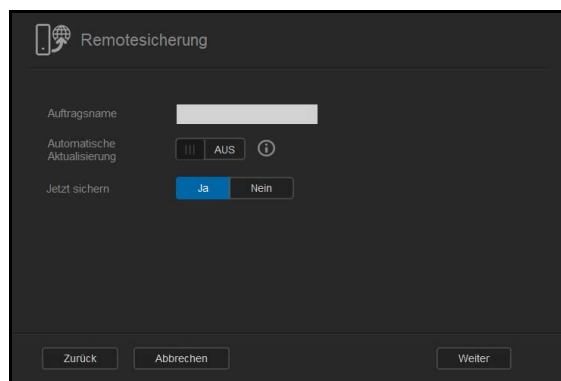 Remotesicherung
Auftragsname
Automatische
Aktualisierung
AUS
Jetzt sichern
Ja
Nein
Zurück
Abbrechen
Weiter